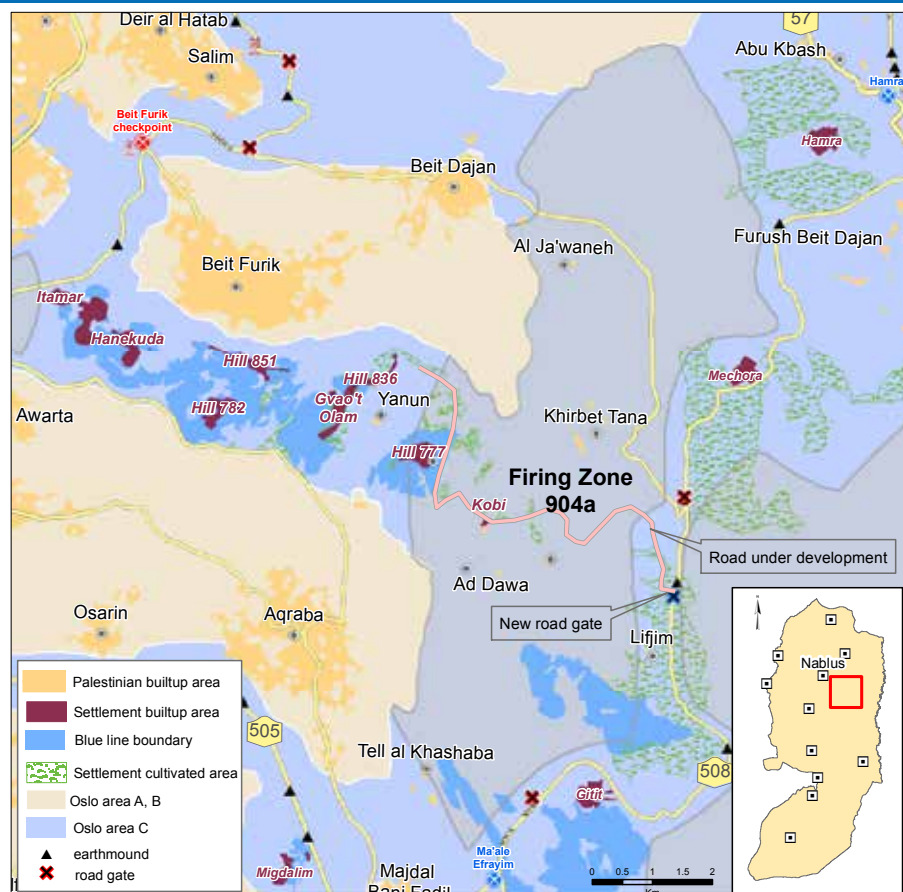 Deir al Hatab
Salim
57
Abu Kbash
Hamra
Beit Furik
checkpoint
Hamra
Beit Dajan
Furush Beit Dajan
Al Ja'waneh
Beit Furik
Itamar
Hanekuda
Hill 851
Hill 836
Mechora
Gvao't
Olam
Yanun
Hill 782
Awarta
Khirbet Tana
Hill 777
Firing Zone
904a
Kobi
Road under development
Ad Dawa
New road gate
Osarin
Aqraba
Lifjim
Nablus
Palestinian builtup area
Settlement builtup area
Blue line boundary
Settlement cultivated area
Oslo area A, B
Oslo area C
earthmound
road gate
505
Tell al Khashaba
508
Gitit
Ma'ale
Efrayim
Migdalim
Majdal
Bani Fadil
0 0.5 1 1.5 2
Km